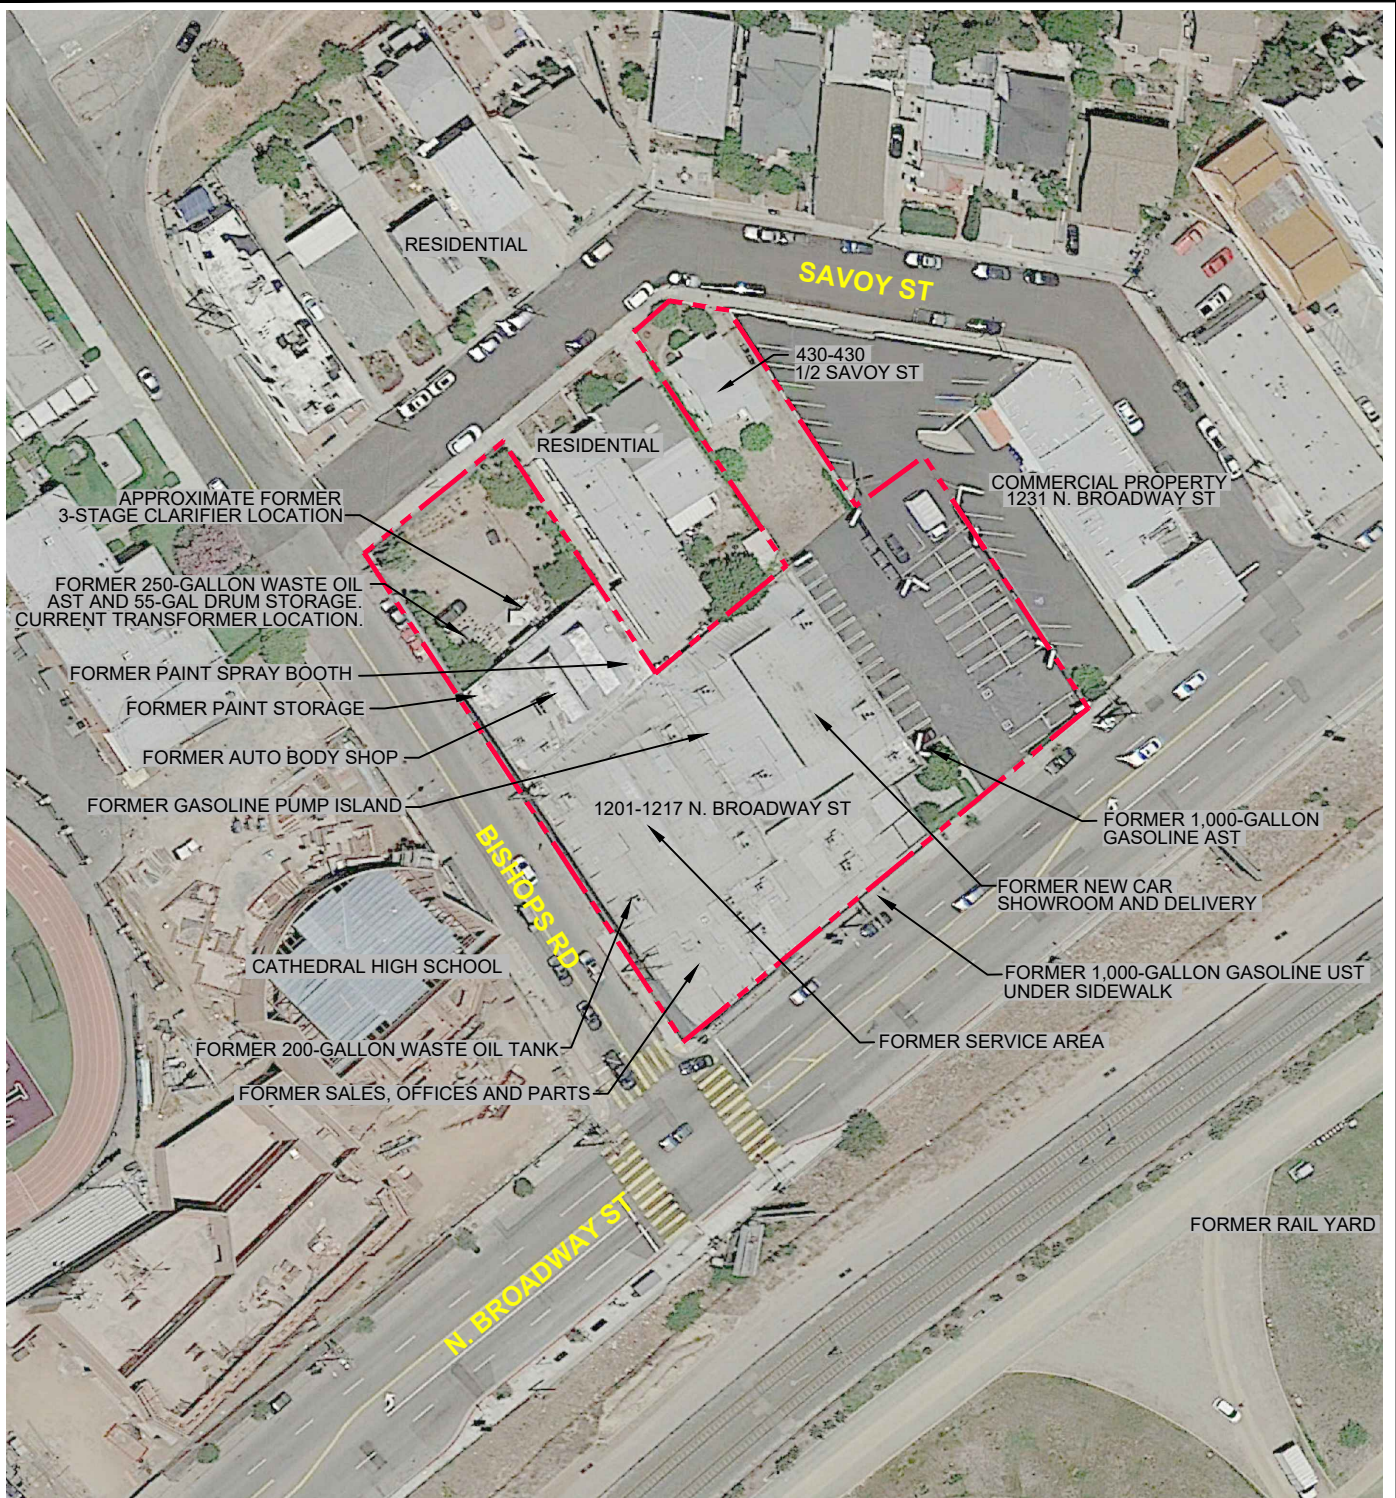 RESIDENTIAL
SAVOY ST
430-430
1/2 SAVOY ST
RESIDENTIAL
COMMERCIAL PROPERTY
1231 N. BROADWAY ST
APPROXIMATE FORMER
3-STAGE CLARIFIER LOCATION
FORMER 250-GALLON WASTE OIL
AST AND 55-GAL DRUM STORAGE.
CURRENT TRANSFORMER LOCATION.
FORMER PAINT SPRAY BOOTH
FORMER PAINT STORAGE
FORMER AUTO BODY SHOP
FORMER GASOLINE PUMP ISLAND
1201-1217 N. BROADWAY ST
FORMER 1,000-GALLON
GASOLINE AST
BISHOPS RD
FORMER NEW CAR
SHOWROOM AND DELIVERY
CATHEDRAL HIGH SCHOOL
FORMER 1,000-GALLON GASOLINE UST
UNDER SIDEWALK
FORMER 200-GALLON WASTE OIL TANK
FORMER SERVICE AREA
FORMER SALES, OFFICES AND PARTS
N. BROADWAY ST
FORMER RAIL YARD